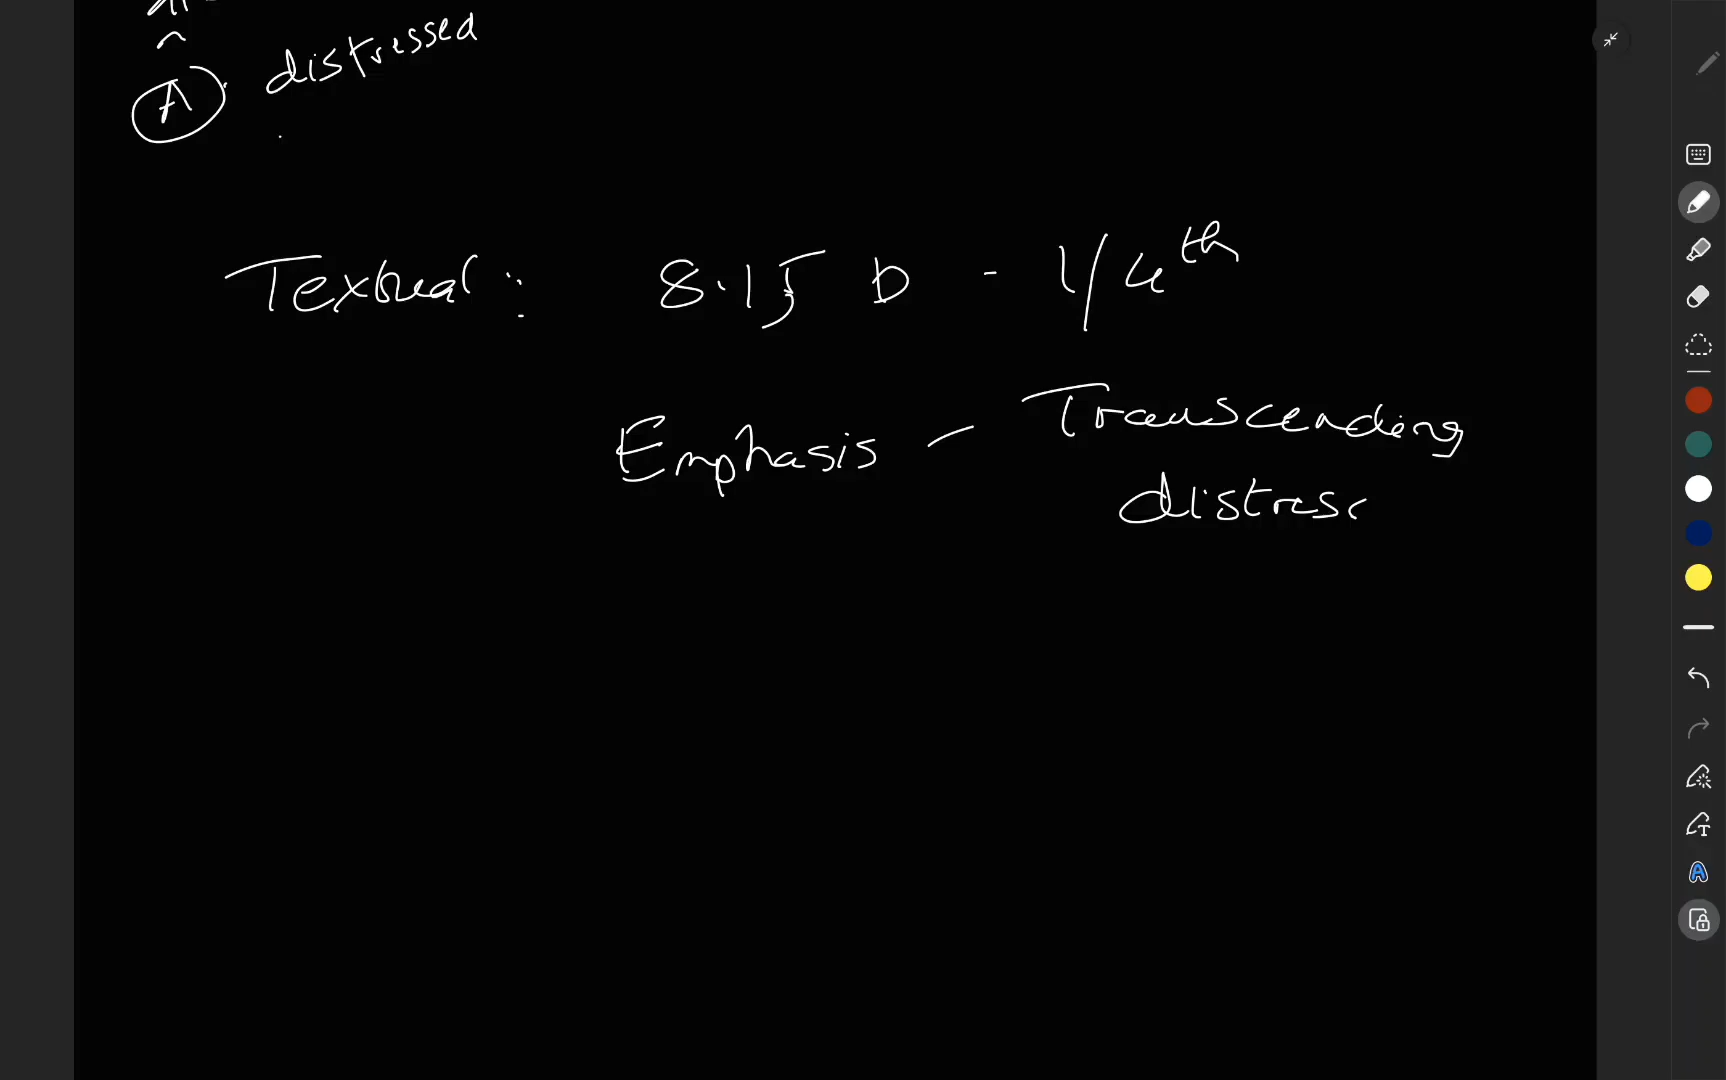 A. distressed
Textual: 8.15 D - 1/4th
Emphasis - Transcending
distress